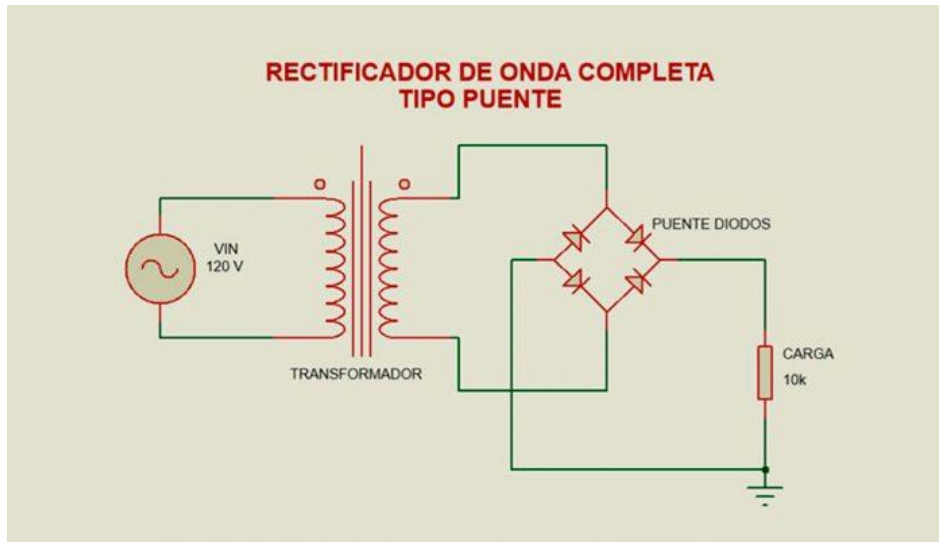 RECTIFICADOR DE ONDA COMPLETA
TIPO PUENTE
PUENTE DIODOS
VIN
120 V
TRANSFORMADOR
CARGA
10k